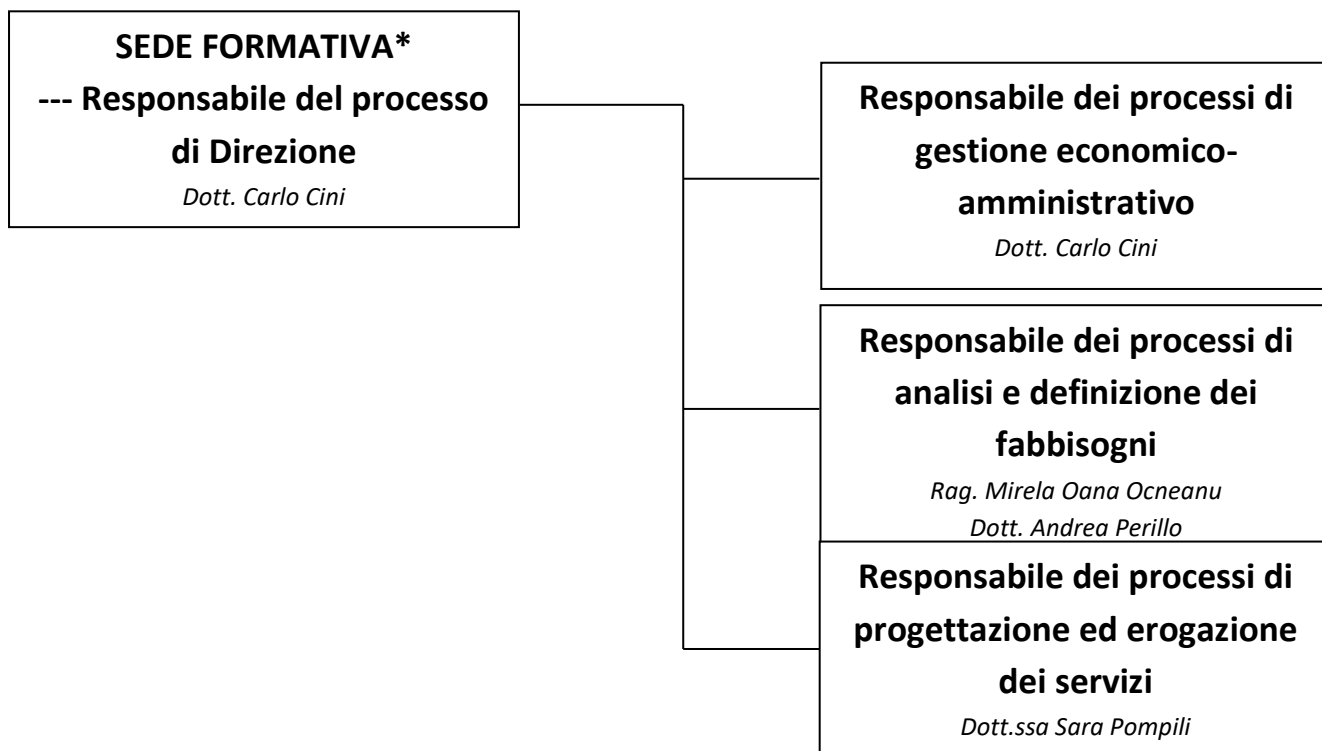 SEDE FORMATIVA*
--- Responsabile del processo
di Direzione
Dott. Carlo Cini
Responsabile dei processi di
gestione economico-
amministrativo
Dott. Carlo Cini
Responsabile dei processi di
analisi e definizione dei
fabbisogni
Rag. Mirela Oana Ocneanu
Dott. Andrea Perillo
Responsabile dei processi di
progettazione ed erogazione
dei servizi
Dott.ssa Sara Pompili